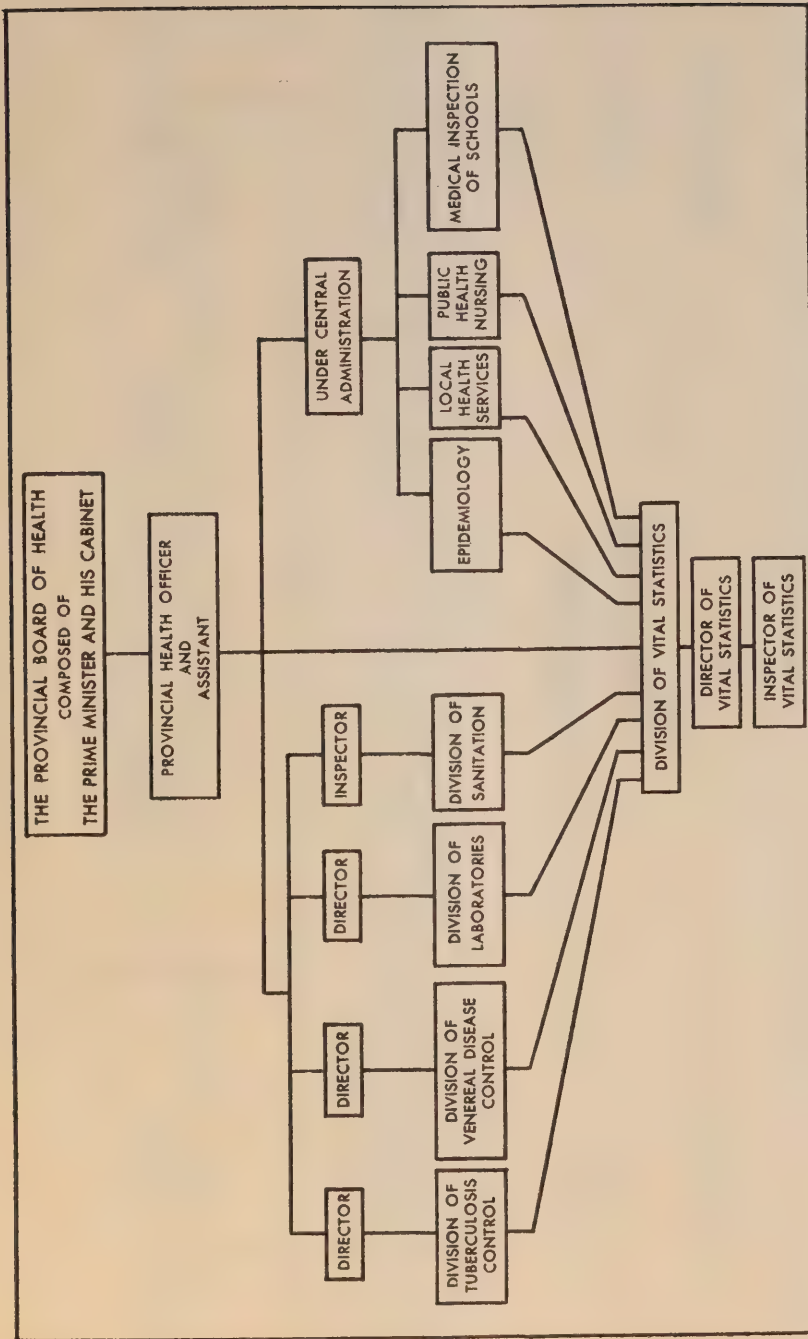 THE PROVINCIAL BOARD OF HEALTH
COMPOSED OF
THE PRIME MINISTER AND HIS CABINET
PROVINCIAL HEALTH OFFICER
AND
ASSISTANT
DIRECTOR
DIRECTOR
DIRECTOR
INSPECTOR
UNDER CENTRAL
ADMINISTRATION
DIVISION OF
TUBERCULOSIS
CONTROL
DIVISION OF
VENEREAL DISEASE
CONTROL
DIVISION OF
LABORATORIES
DIVISION OF
SANITATION
EPIDEMIOLOGY
LOCAL
HEALTH
SERVICES
PUBLIC
HEALTH
NURSING
MEDICAL INSPECTION
OF SCHOOLS
DIVISION OF VITAL STATISTICS
DIRECTOR OF
VITAL STATISTICS
INSPECTOR OF
VITAL STATISTICS